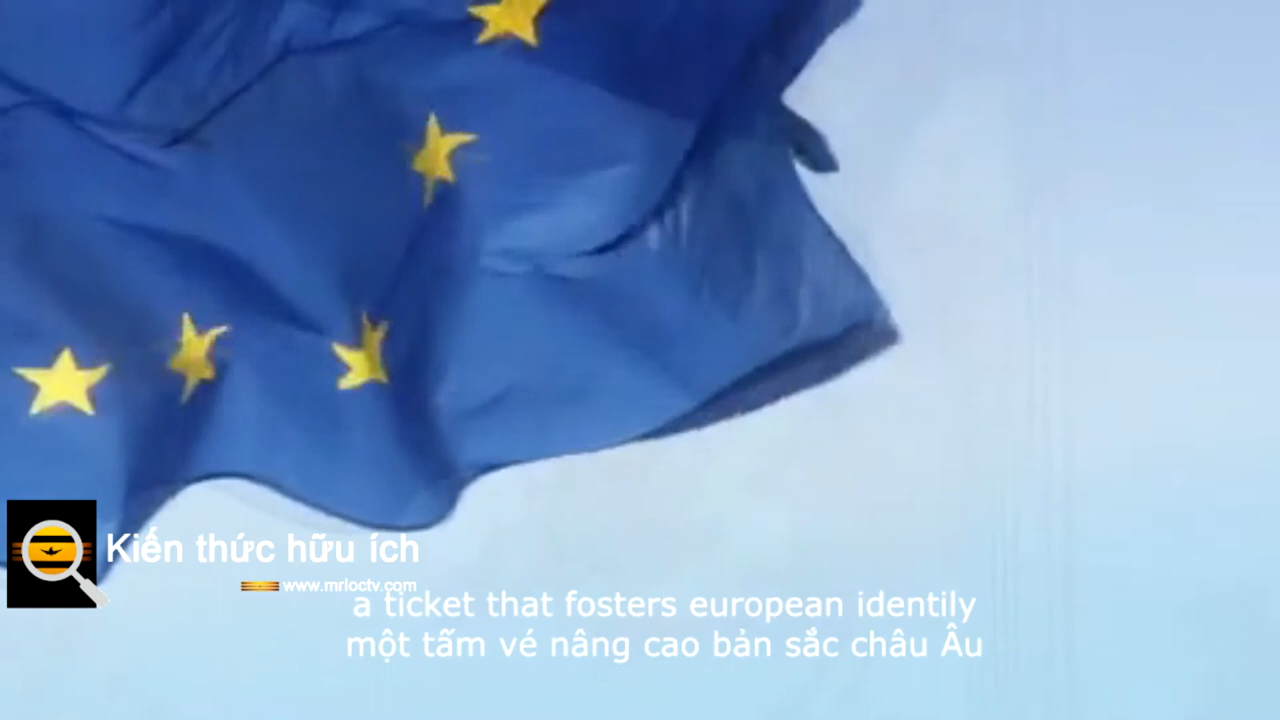 Kiến thức hữu ích
www.mrloctv.com
a ticket that fosters european identily
một tấm vé nâng cao bản sắc châu Âu